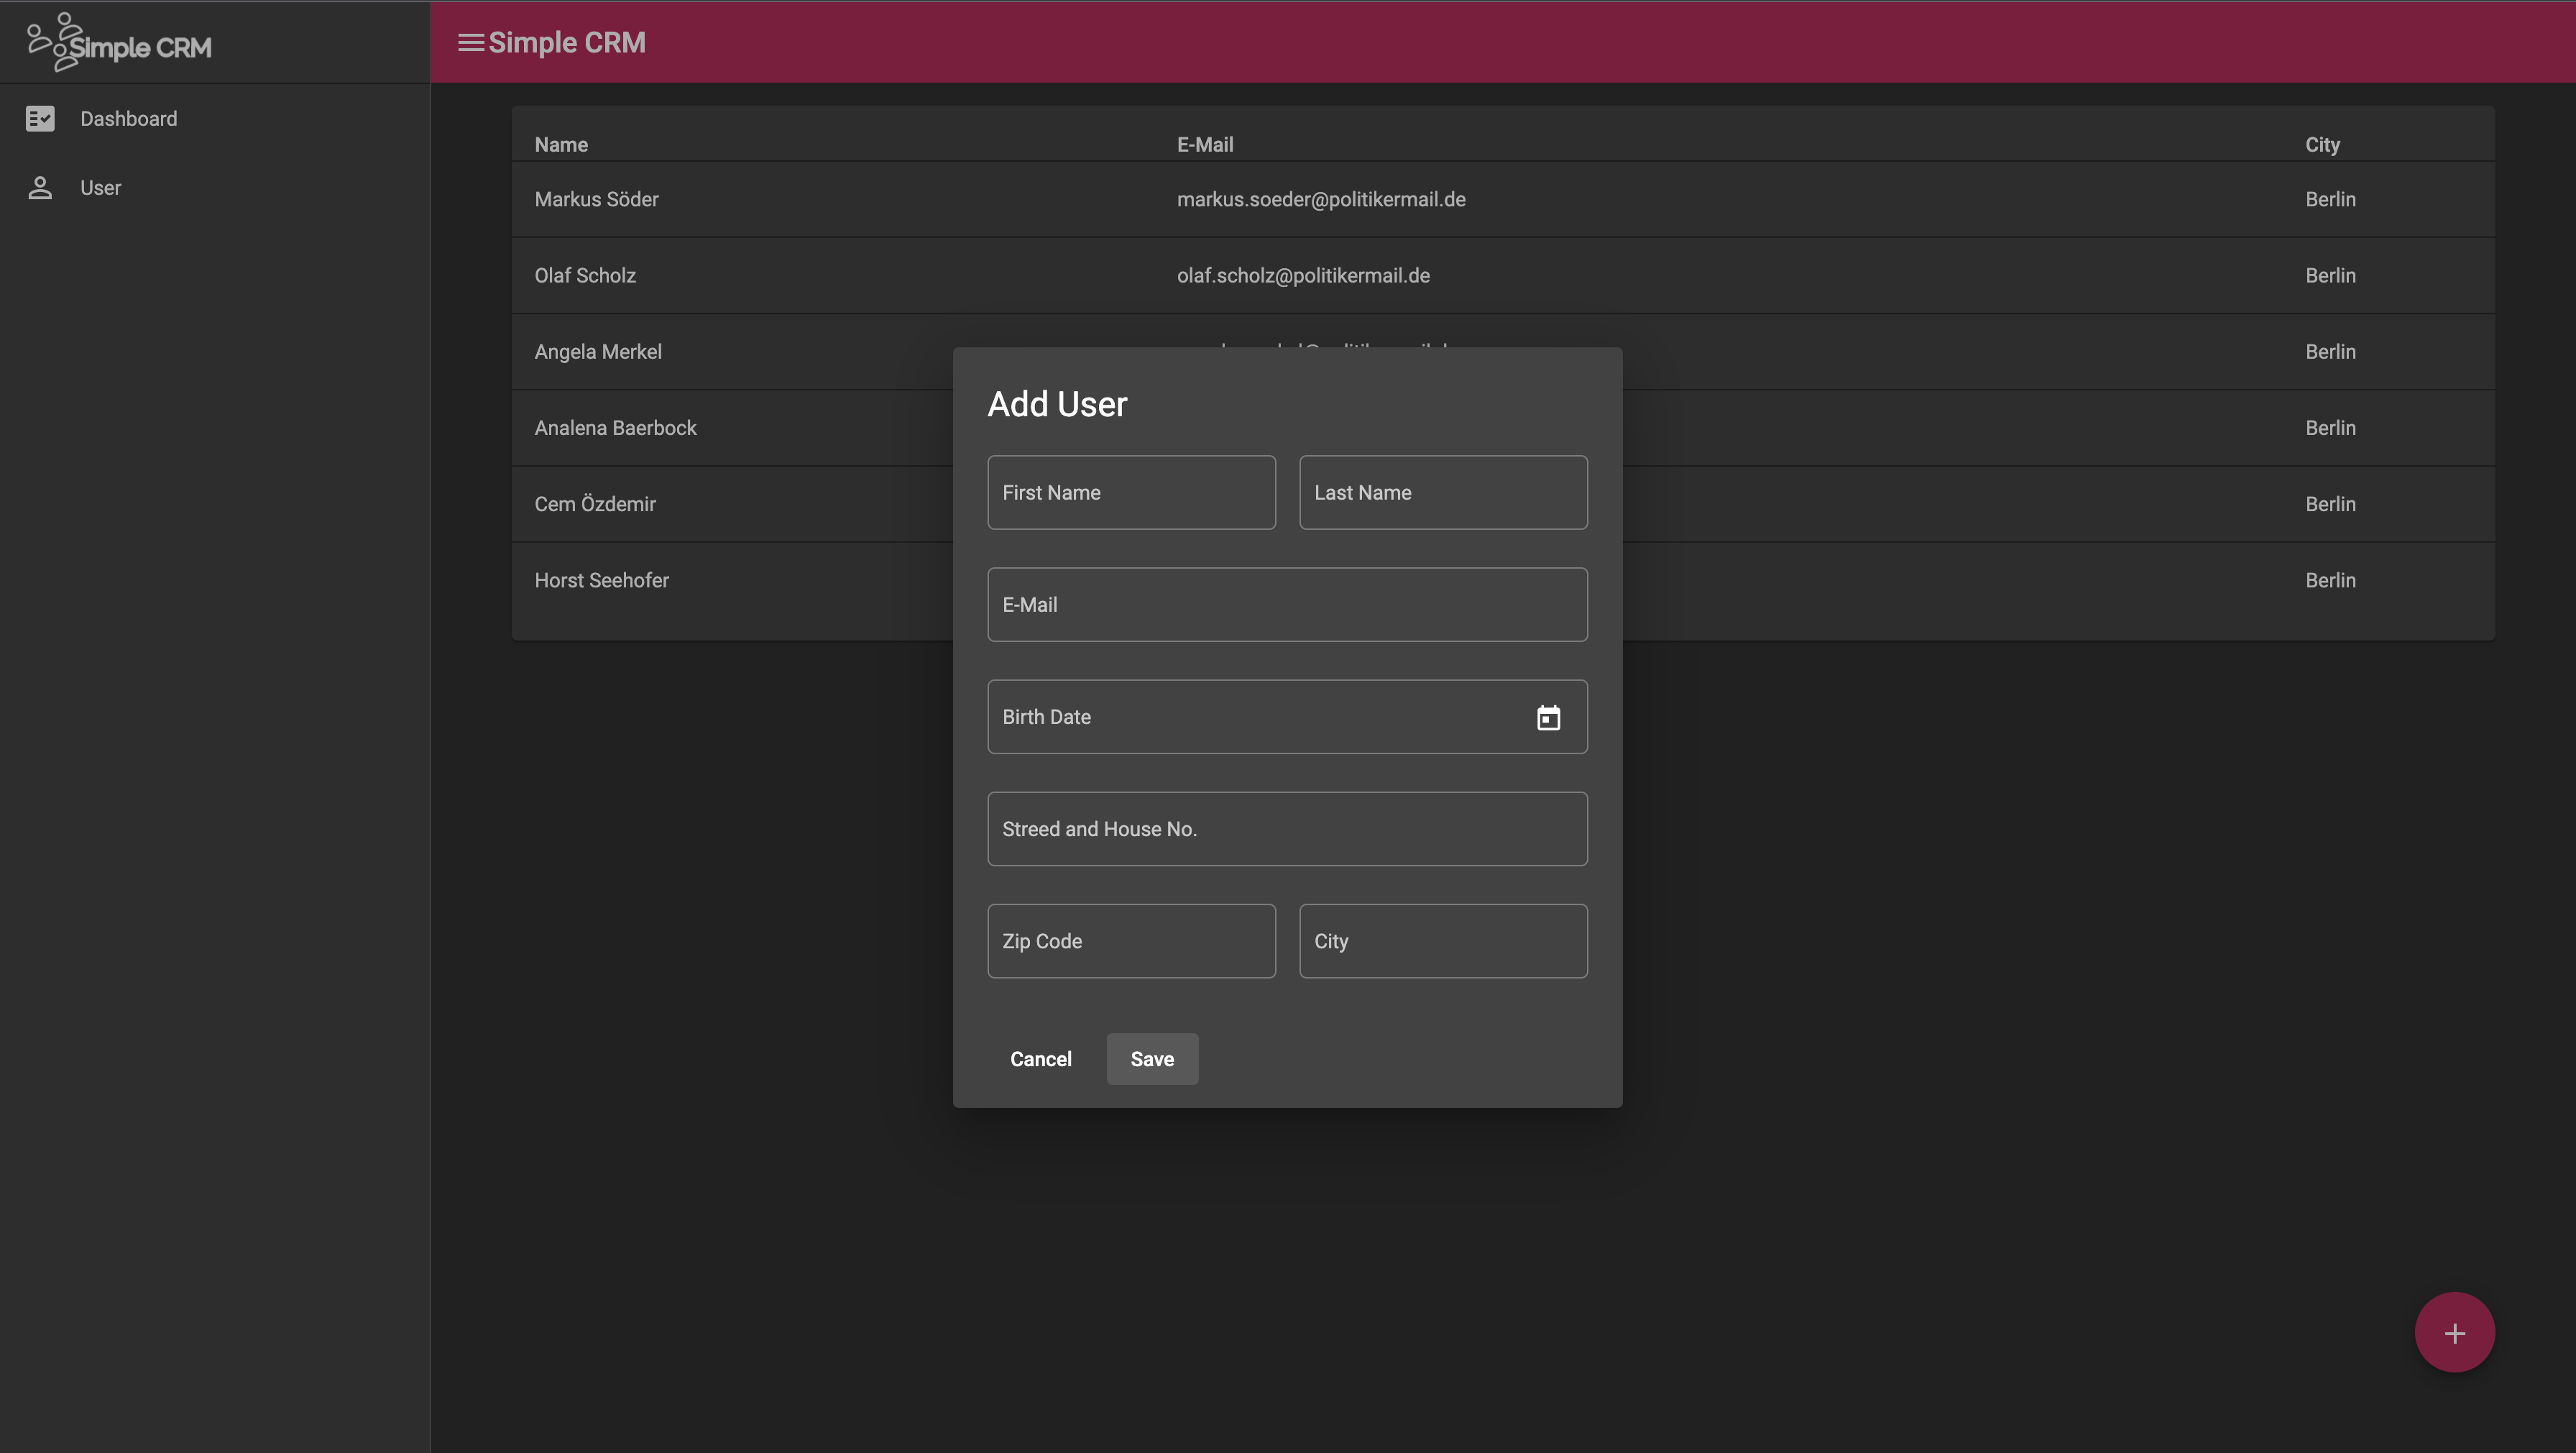 Simple CRM
Simple CRM
Dashboard
User
Name E-Mail City
Markus Söder markus.soeder@politikermail.de Berlin
Olaf Scholz olaf.scholz@politikermail.de Berlin
Angela Merkel Berlin
Analena Baerbock Berlin
Cem Özdemir Berlin
Horst Seehofer Berlin
Add User
First Name Last Name
E-Mail
Birth Date
Streed and House No.
Zip Code City
Cancel Save